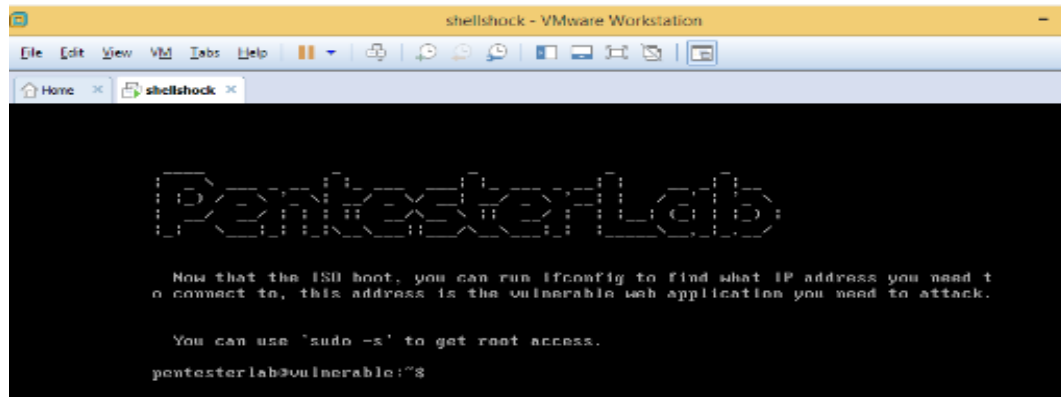 shellshock - VMware Workstation
File Edit View VM Tabs Help
Home × shellshock ×
PentesterLab
Now that the ISO boot, you can run ifconfig to find what IP address you need t
o connect to, this address is the vulnerable web application you need to attack.
You can use 'sudo -s' to get root access.
pentesterlab@vulnerable:~$